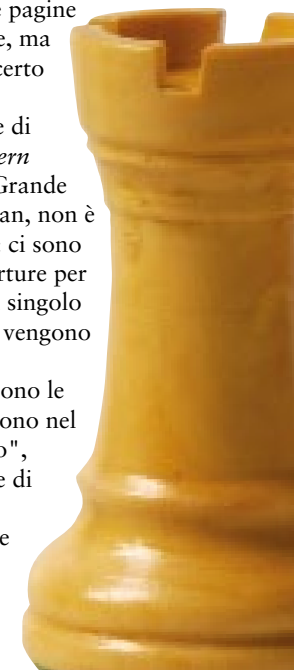 pagine
e, ma
certo
e di
ern
Grande
an, non è
ci sono
rture per
singolo
vengono
ono le
ono nel
o",
e di
e